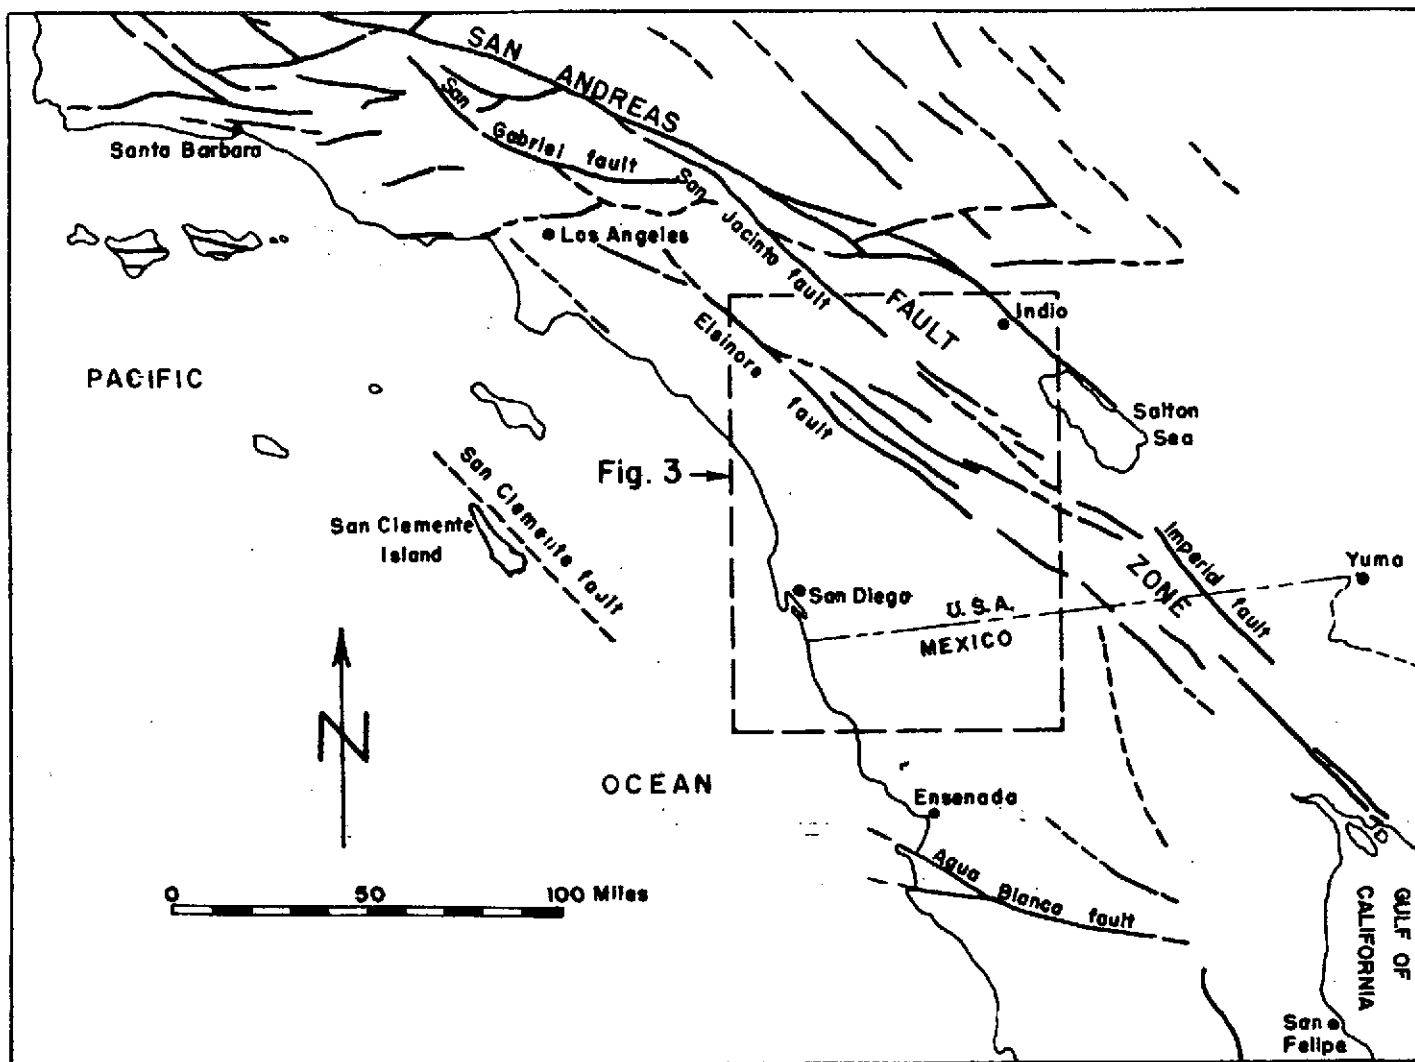 SAN ANDREAS
San Gabriel fault
Santa Barbara
San Jacinto fault
Los Angeles
FAULT
Indio
Elsinore fault
PACIFIC
Salton
Sea
Fig. 3
San Clemente fault
San Clemente
Island
Imperial fault
ZONE
Yuma
San Diego
U.S.A.
MEXICO
N
OCEAN
Ensenada
Agua Blanca fault
0 50 100 Miles
GULF OF
CALIFORNIA
San
Felipe